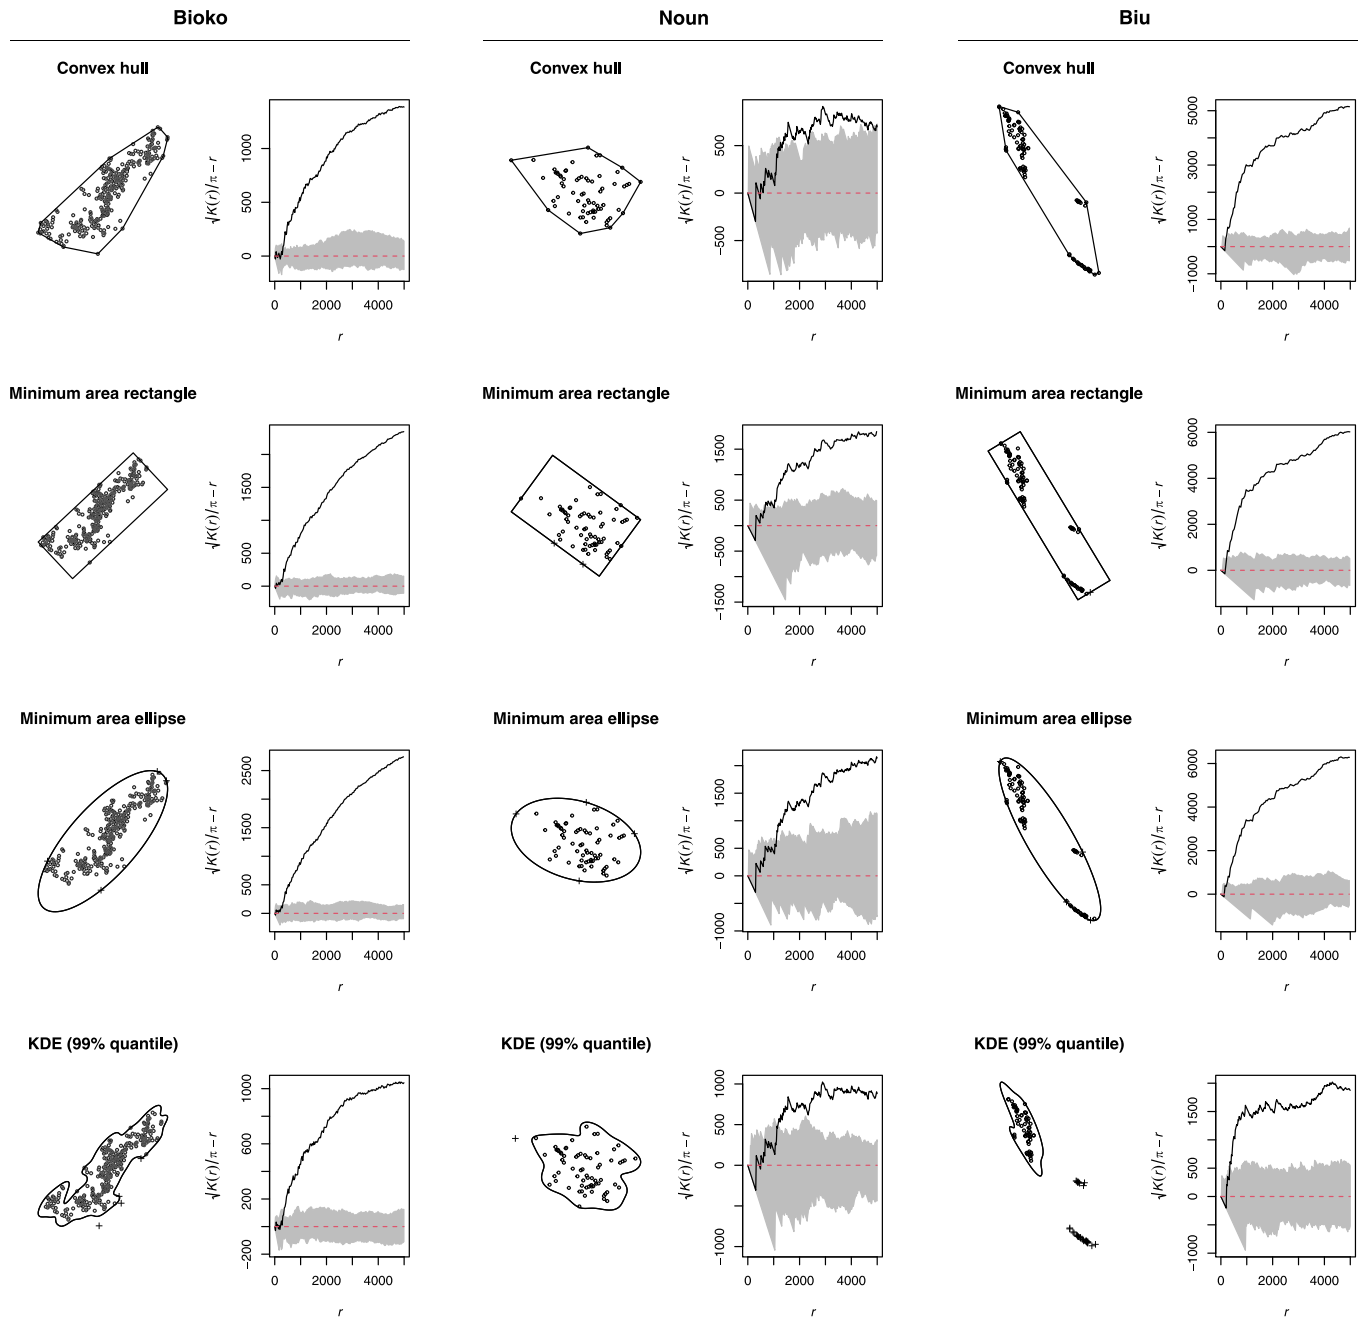 Bioko Noun Biu
Convex hull Convex hull Convex hull
√K(r)/π − r
0 500 1000
0 2000 4000
r
√K(r)/π − r
−500 0 500
0 2000 4000
r
√K(r)/π − r
−1000 1000 3000 5000
0 2000 4000
r
Minimum area rectangle Minimum area rectangle Minimum area rectangle
√K(r)/π − r
0 500 1500
0 2000 4000
r
√K(r)/π − r
−1500 −500 0 500 1500
0 2000 4000
r
√K(r)/π − r
0 2000 4000 6000
0 2000 4000
r
Minimum area ellipse Minimum area ellipse Minimum area ellipse
√K(r)/π − r
0 500 1500 2500
0 2000 4000
r
√K(r)/π − r
−1000 0 500 1500
0 2000 4000
r
√K(r)/π − r
0 2000 4000 6000
0 2000 4000
r
KDE (99% quantile) KDE (99% quantile) KDE (99% quantile)
√K(r)/π − r
−200 200 600 1000
0 2000 4000
r
√K(r)/π − r
−1000 0 500 1000
0 2000 4000
r
√K(r)/π − r
−1000 0 500 1500
0 2000 4000
r